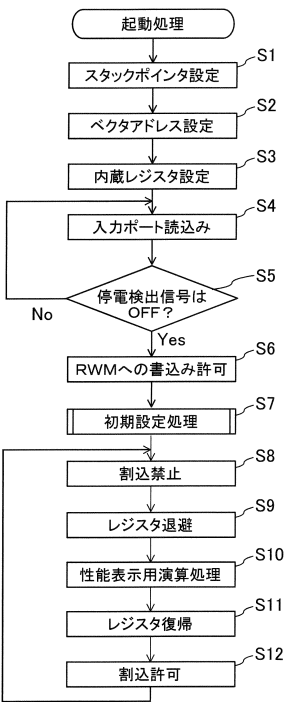 起動処理
S1
スタックポインタ設定
S2
ベクタアドレス設定
S3
内蔵レジスタ設定
S4
入力ポート読込み
S5
停電検出信号は
OFF？
No
Yes
S6
RWMへの書込み許可
S7
初期設定処理
S8
割込禁止
S9
レジスタ退避
S10
性能表示用演算処理
S11
レジスタ復帰
S12
割込許可